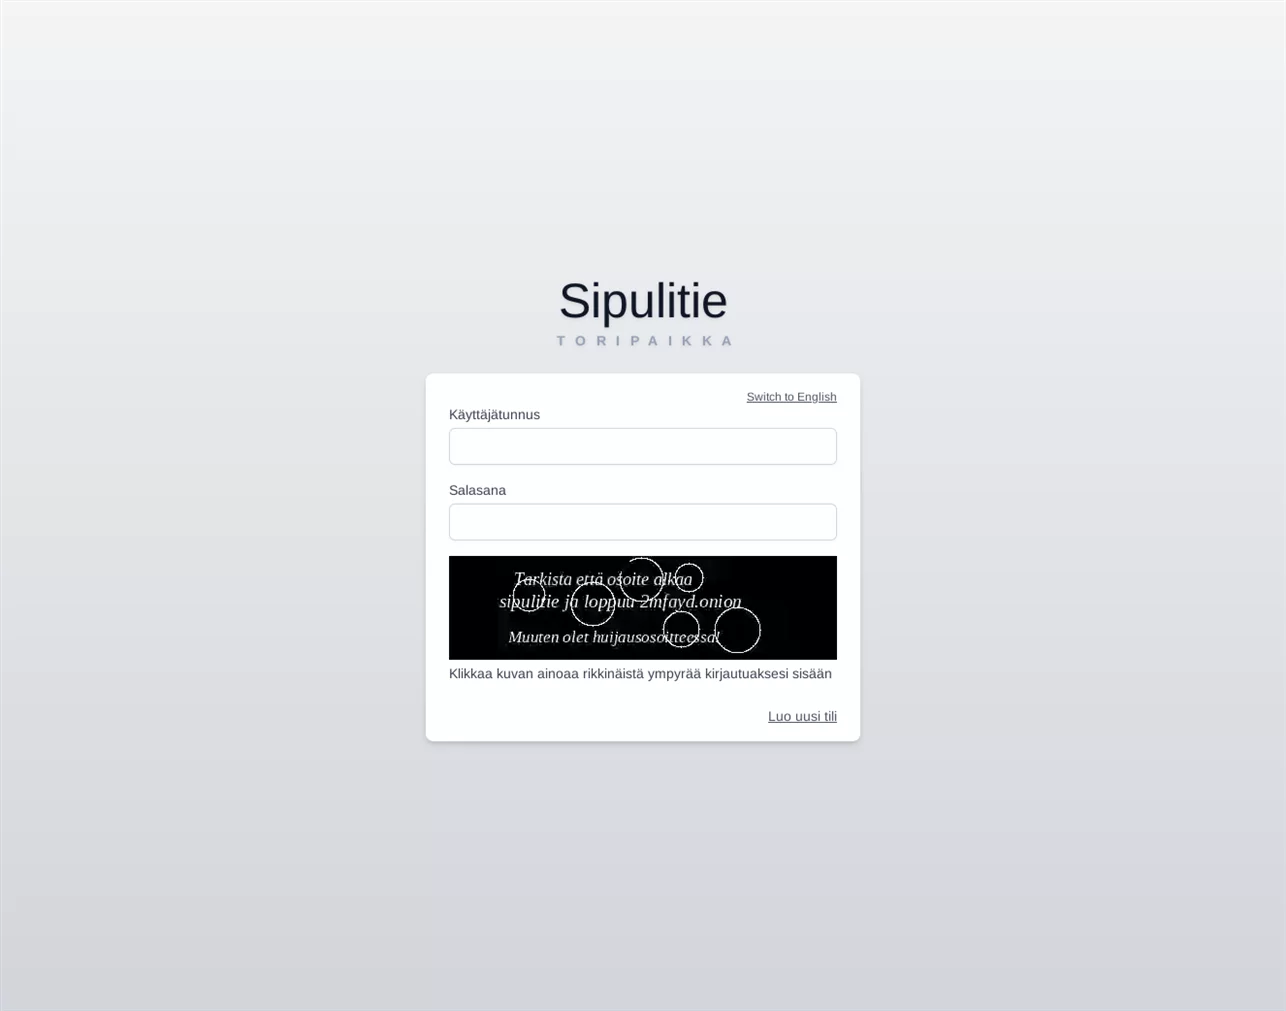 Sipulitie
TORIPAIKKA
Switch to English
Käyttäjätunnus
Salasana
Tarkista että osoite alkaa
sipulitie ja loppuu 2mfayd.onion
Muuten olet huijausosoitteessa!
Klikkaa kuvan ainoaa rikkinäistä ympyrää kirjautuaksesi sisään
Luo uusi tili